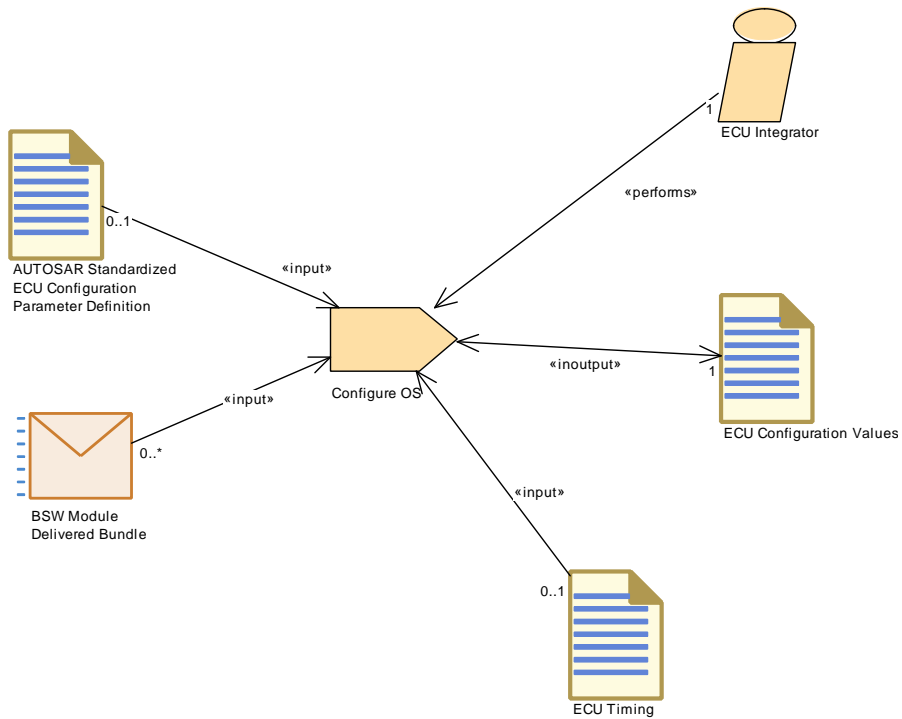 1
ECU Integrator
«performs»
0..1
AUTOSAR Standardized
ECU Configuration
Parameter Definition
«input»
«inoutput»
1
Configure OS
«input»
ECU Configuration Values
0..*
BSW Module
Delivered Bundle
«input»
0..1
ECU Timing